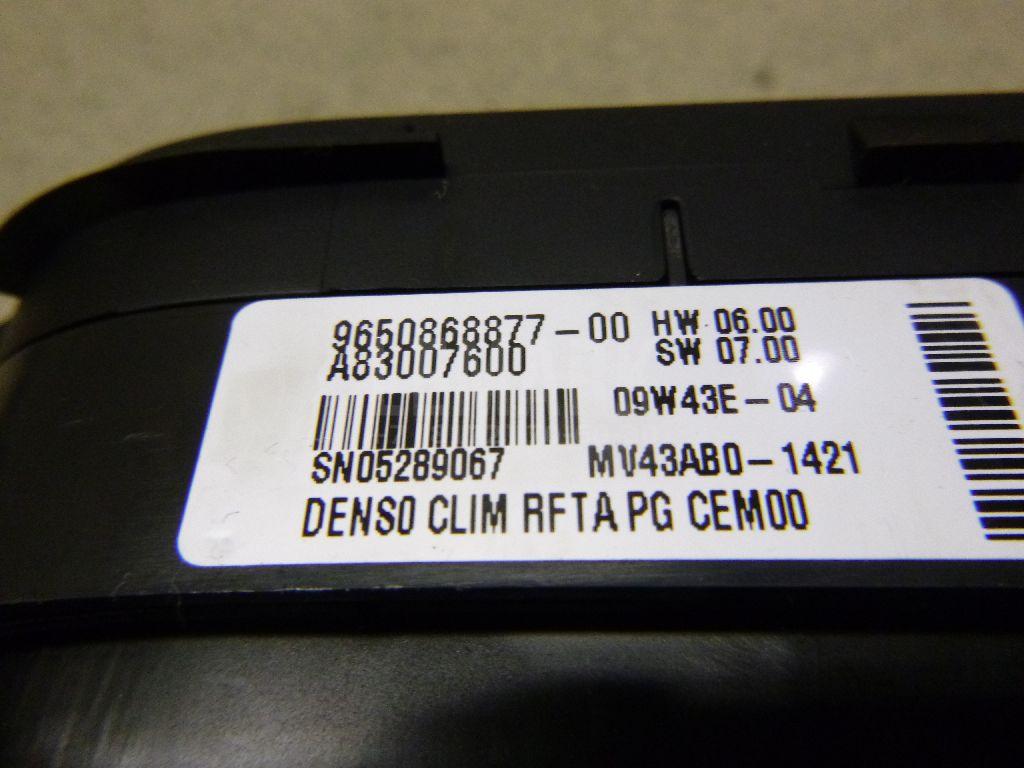 9650868877-00 HW 06.00
A83007600 SW 07.00
09W43E-04
SN05289067 MV43AB0-1421
DENSO CLIM RFTA PG CEM00